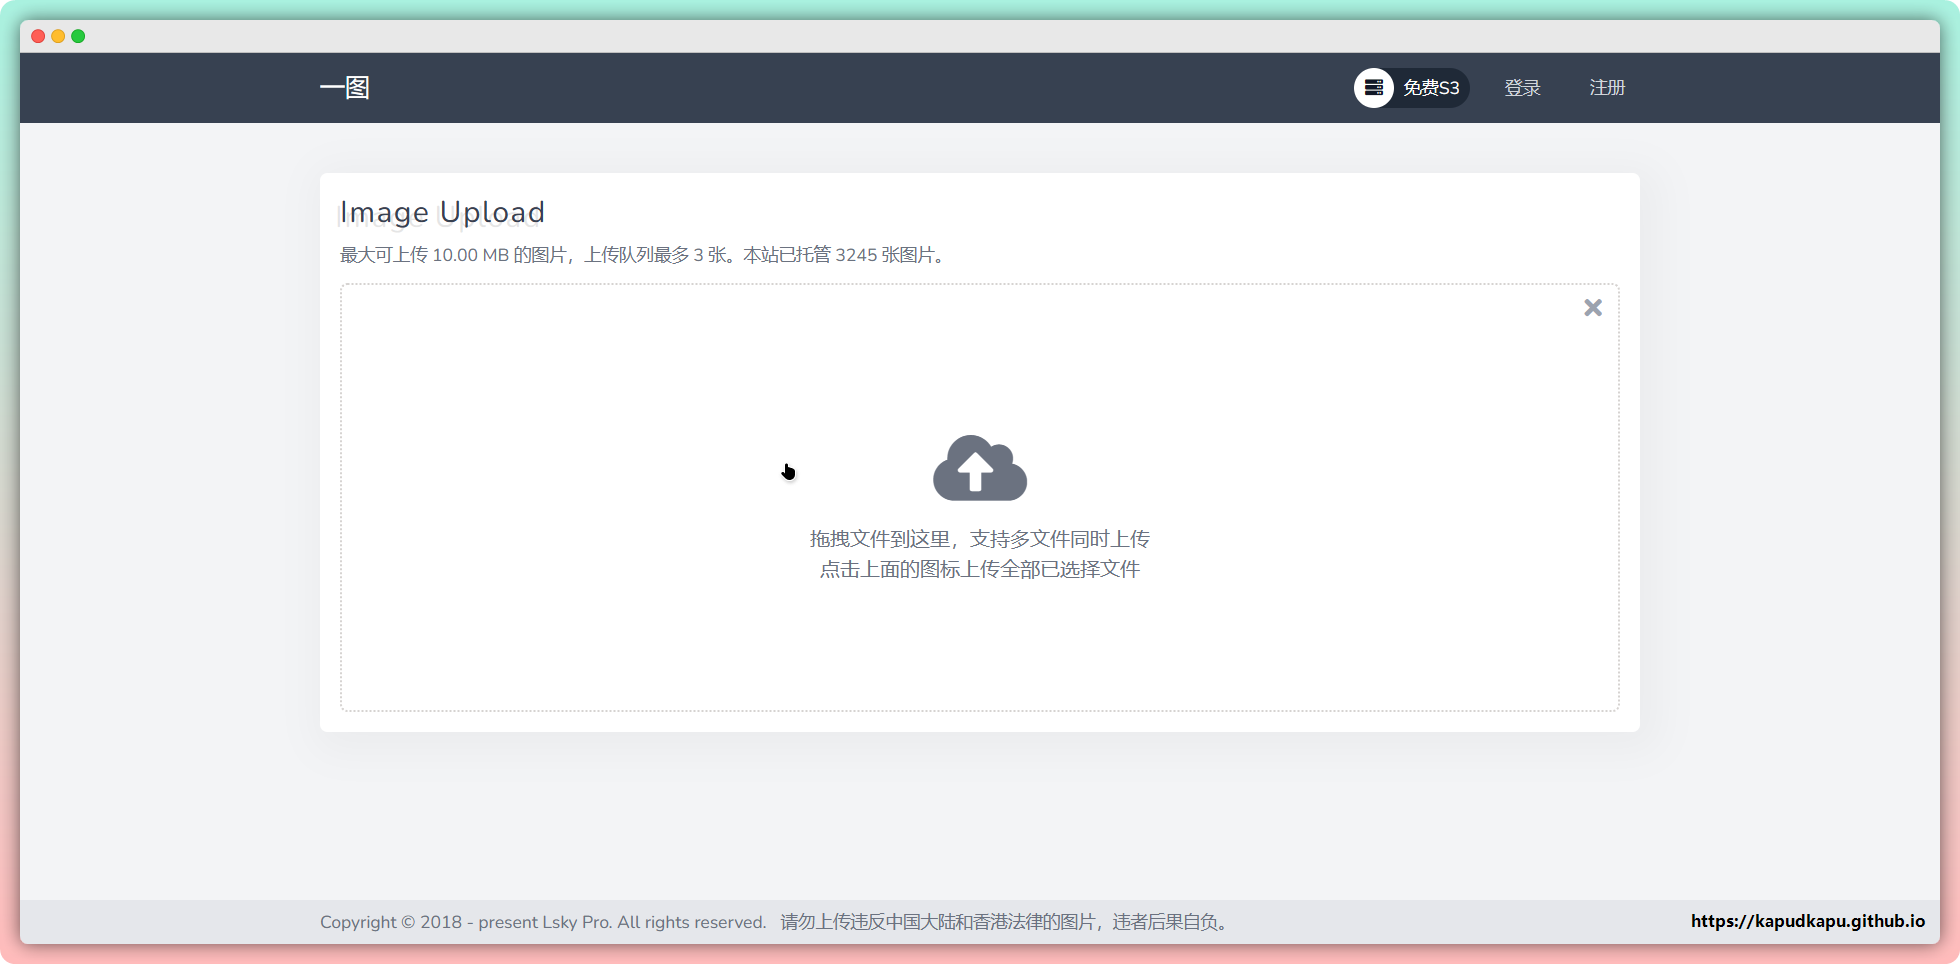 一图
免费S3
登录
注册
Image Upload
最大可上传 10.00 MB 的图片，上传队列最多 3 张。本站已托管 3245 张图片。
拖拽文件到这里，支持多文件同时上传
点击上面的图标上传全部已选择文件
Copyright © 2018 - present Lsky Pro. All rights reserved. 请勿上传违反中国大陆和香港法律的图片，违者后果自负。
https://kapudkapu.github.io